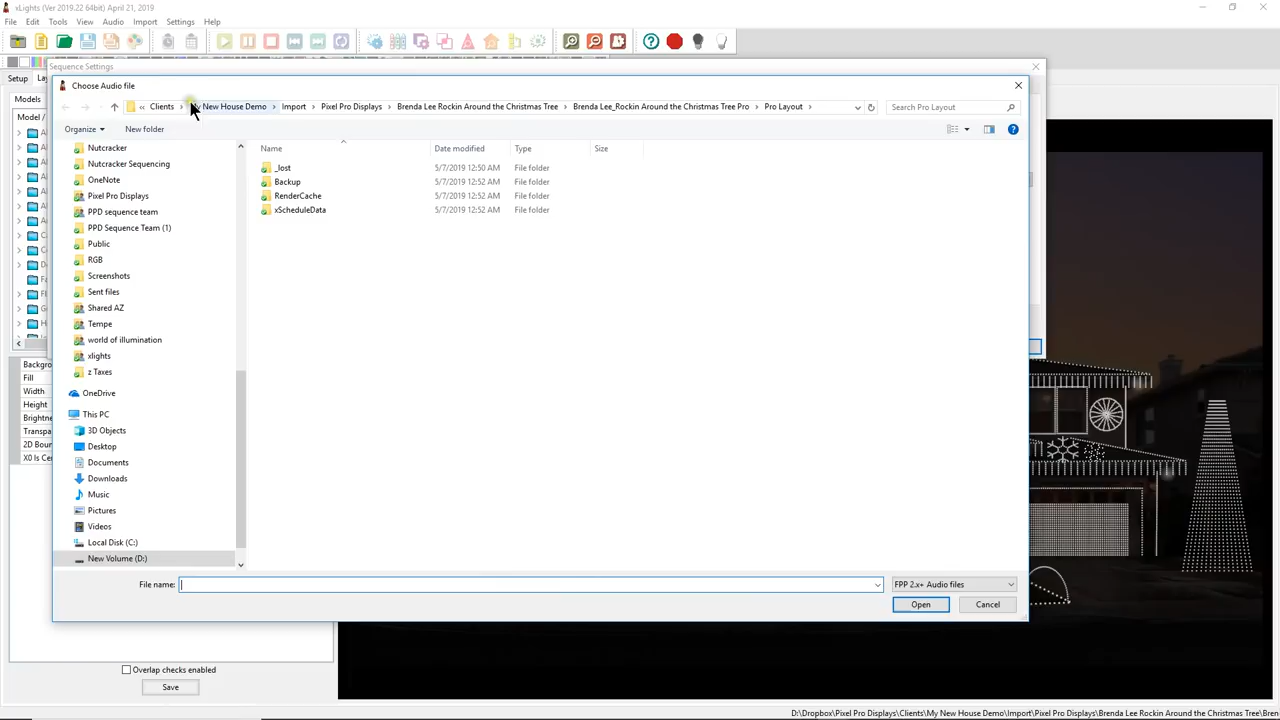 xLights (Ver 2019.22 64bit) April 21, 2019
File Edit Tools View Audio Import Settings Help
Sequence Settings
Setup
Choose Audio file
« Clients › My New House Demo › Import › Pixel Pro Displays › Brenda Lee Rockin Around the Christmas Tree › Brenda Lee_Rockin Around the Christmas Tree Pro › Pro Layout ›
Search Pro Layout
Models
Organize
New folder
Model /
Name Date modified Type Size
Nutcracker
Nutcracker Sequencing
OneNote
Pixel Pro Displays
PPD sequence team
PPD Sequence Team (1)
Public
RGB
Screenshots
Sent files
Shared AZ
Tempe
world of illumination
xlights
z Taxes
OneDrive
This PC
3D Objects
Desktop
Documents
Downloads
Music
Pictures
Videos
Local Disk (C:)
New Volume (D:)
_lost 5/7/2019 12:50 AM File folder
Backup 5/7/2019 12:52 AM File folder
RenderCache 5/7/2019 12:52 AM File folder
xScheduleData 5/7/2019 12:52 AM File folder
Fill
Width
Height
2D Bou
X0 Is Ce
File name:
FPP 2.x+ Audio files
Open
Cancel
Overlap checks enabled
Save
D:\Dropbox\Pixel Pro Displays\Clients\My New House Demo\Import\Pixel Pro Displays\Brenda Lee Rockin Around the Christmas Tree\Bren